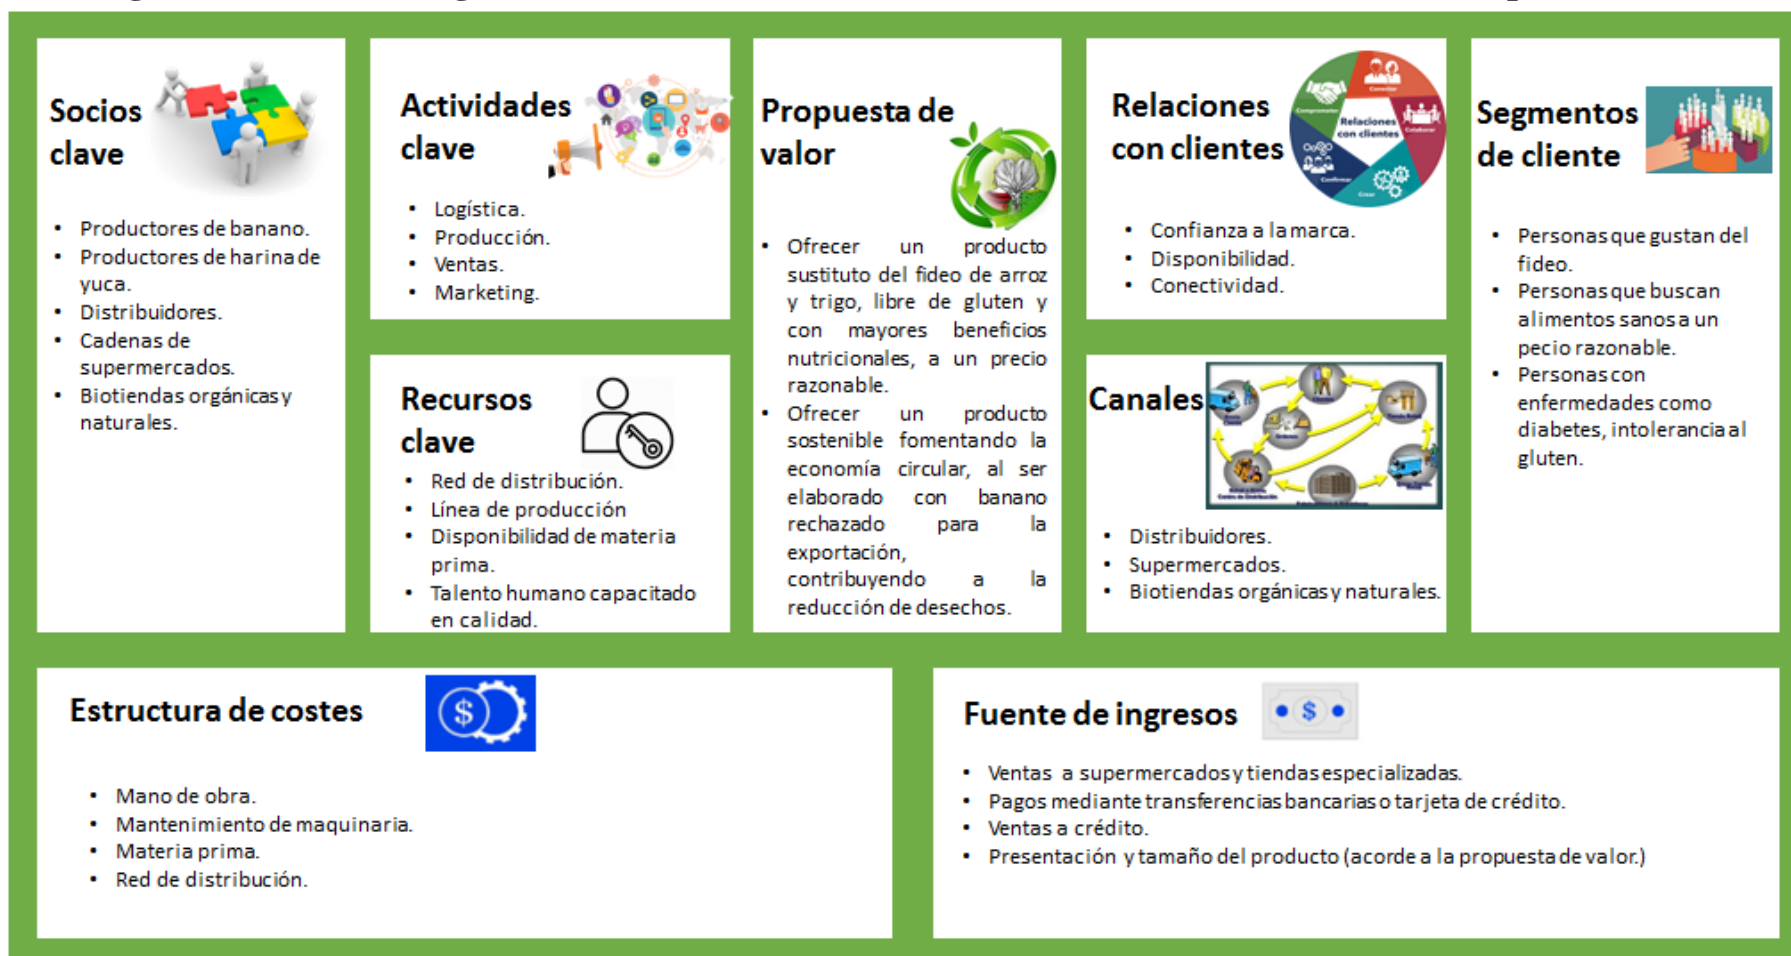 Socios
clave
Productores de banano.
Productores de harina de
yuca.
Distribuidores.
Cadenas de
supermercados.
Biotiendas orgánicas y
naturales.
Actividades
clave
Logística.
Producción.
Ventas.
Marketing.
Recursos
clave
Red de distribución.
Línea de producción
Disponibilidad de materia
prima.
Talento humano capacitado
en calidad.
Propuesta de
valor
Ofrecer un producto
sustituto del fideo de arroz
y trigo, libre de gluten y
con mayores beneficios
nutricionales, a un precio
razonable.
Ofrecer un producto
sostenible fomentando la
economía circular, al ser
elaborado con banano
rechazado para la
exportación,
contribuyendo a la
reducción de desechos.
Relaciones
con clientes
Conectar
Comprometer
Colaborar
Relaciones
con clientes
Confirmar
Crear
Confianza a la marca.
Disponibilidad.
Conectividad.
Canales
Distribuidores.
Supermercados.
Biotiendas orgánicas y naturales.
Segmentos
de cliente
Personas que gustan del
fideo.
Personas que buscan
alimentos sanos a un
pecio razonable.
Personas con
enfermedades como
diabetes, intolerancia al
gluten.
Estructura de costes
$
Mano de obra.
Mantenimiento de maquinaria.
Materia prima.
Red de distribución.
Fuente de ingresos
$
Ventas a supermercados y tiendas especializadas.
Pagos mediante transferencias bancarias o tarjeta de crédito.
Ventas a crédito.
Presentación y tamaño del producto (acorde a la propuesta de valor.)